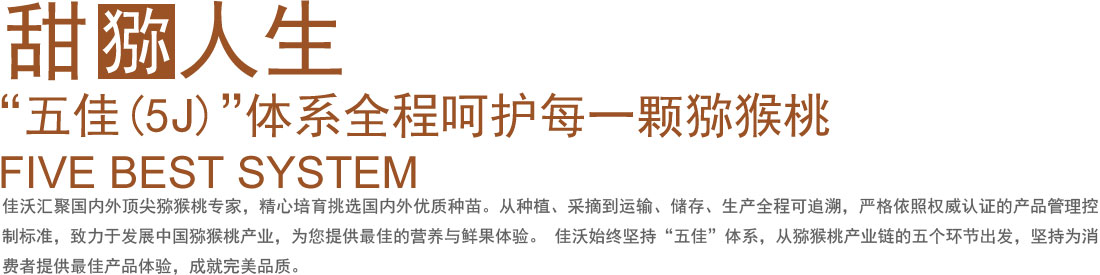 甜猕人生
“五佳(5J)”体系全程呵护每一颗猕猴桃
FIVE BEST SYSTEM
佳沃汇聚国内外顶尖猕猴桃专家，精心培育挑选国内外优质种苗。从种植、采摘到运输、储存、生产全程可追溯，严格依照权威认证的产品管理控
制标准，致力于发展中国猕猴桃产业，为您提供最佳的营养与鲜果体验。 佳沃始终坚持“五佳”体系，从猕猴桃产业链的五个环节出发，坚持为消
费者提供最佳产品体验，成就完美品质。